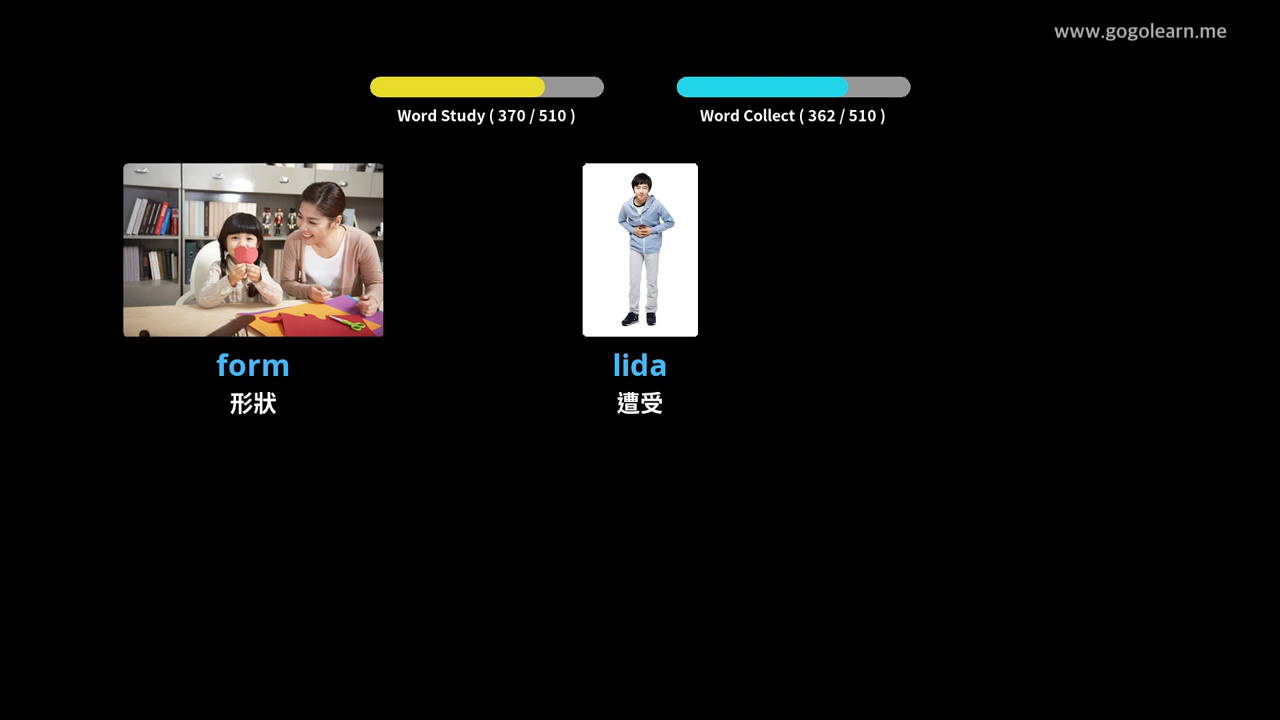 www.gogolearn.me
Word Study ( 370 / 510 )
Word Collect ( 362 / 510 )
form
形狀
lida
遭受